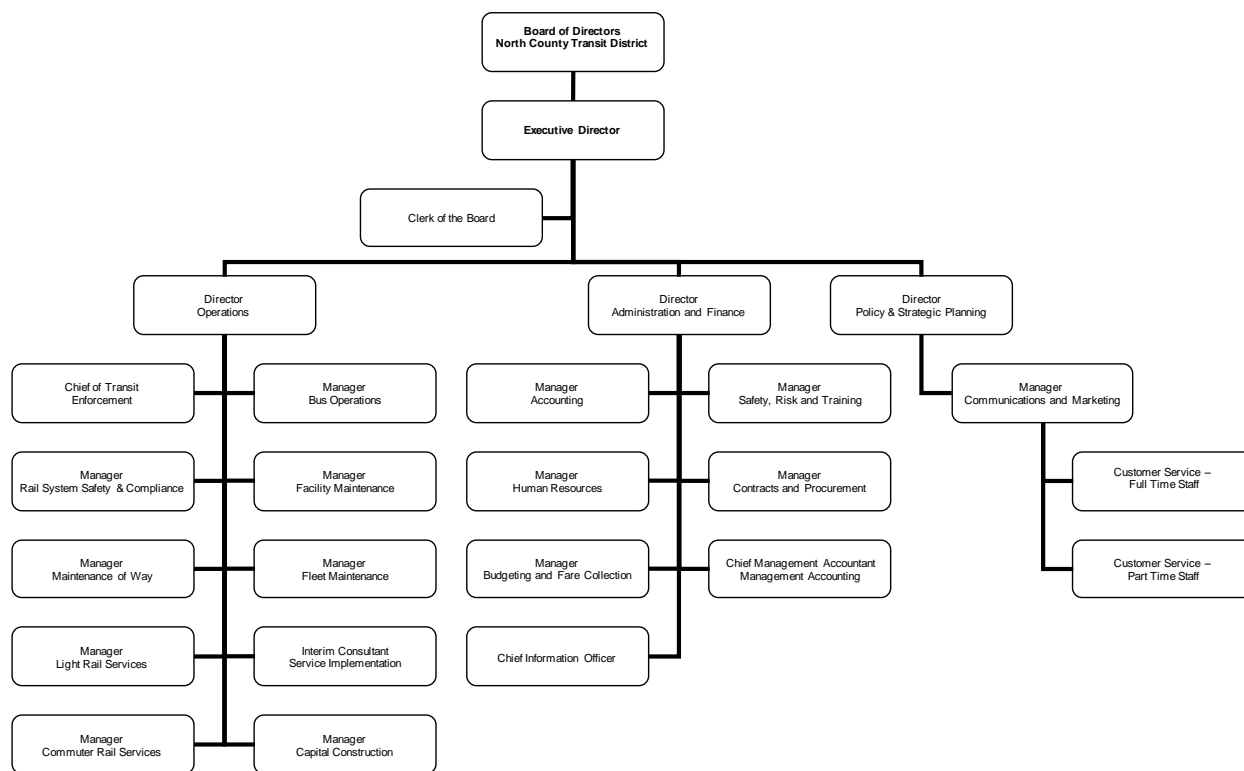 Board of Directors
North County Transit District
Executive Director
Clerk of the Board
Director
Operations
Director
Administration and Finance
Director
Policy & Strategic Planning
Chief of Transit
Enforcement
Manager
Bus Operations
Manager
Accounting
Manager
Safety, Risk and Training
Manager
Communications and Marketing
Manager
Rail System Safety & Compliance
Manager
Facility Maintenance
Manager
Human Resources
Manager
Contracts and Procurement
Customer Service –
Full Time Staff
Manager
Maintenance of Way
Manager
Fleet Maintenance
Manager
Budgeting and Fare Collection
Chief Management Accountant
Management Accounting
Customer Service –
Part Time Staff
Manager
Light Rail Services
Interim Consultant
Service Implementation
Chief Information Officer
Manager
Commuter Rail Services
Manager
Capital Construction